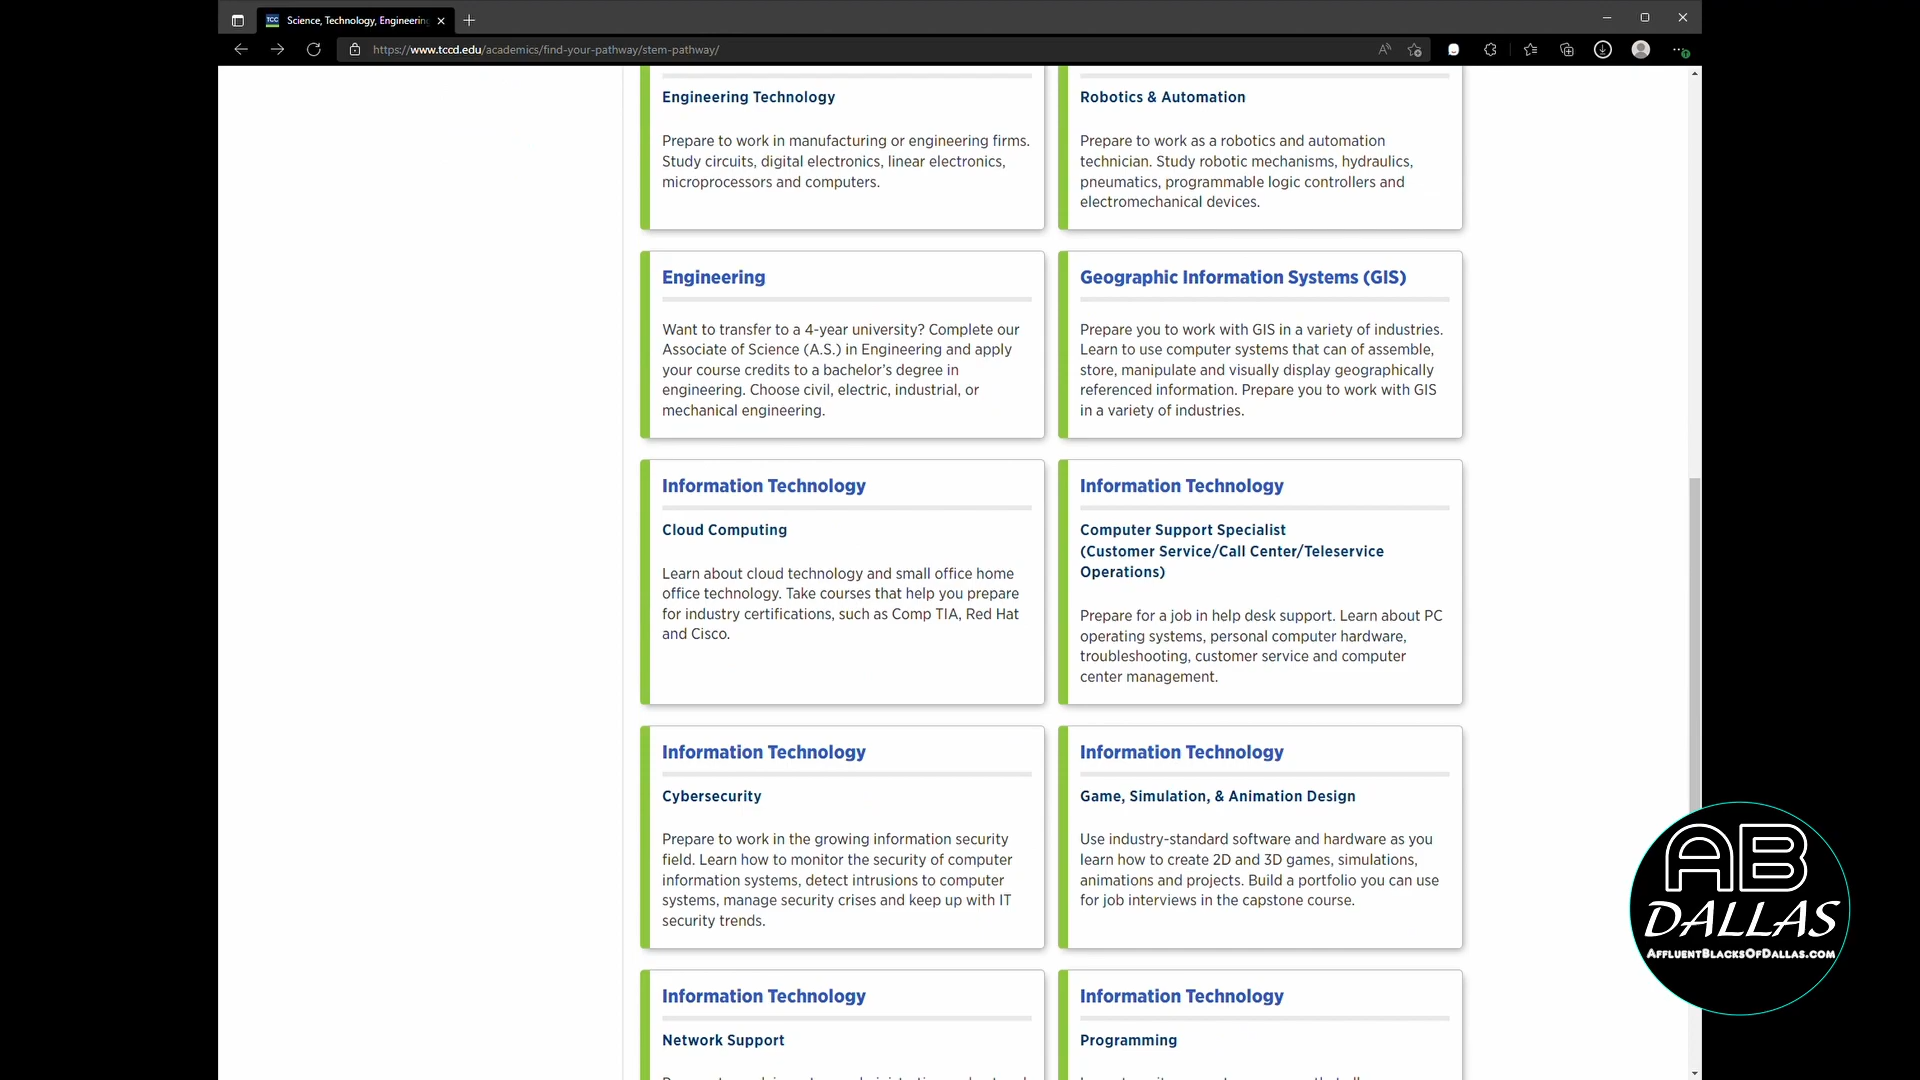 Science, Technology, Engineerin
https://www.tccd.edu/academics/find-your-pathway/stem-pathway/
Engineering Technology
Prepare to work in manufacturing or engineering firms.
Study circuits, digital electronics, linear electronics,
microprocessors and computers.
Robotics & Automation
Prepare to work as a robotics and automation
technician. Study robotic mechanisms, hydraulics,
pneumatics, programmable logic controllers and
electromechanical devices.
Engineering
Want to transfer to a 4-year university? Complete our
Associate of Science (A.S.) in Engineering and apply
your course credits to a bachelor's degree in
engineering. Choose civil, electric, industrial, or
mechanical engineering.
Geographic Information Systems (GIS)
Prepare you to work with GIS in a variety of industries.
Learn to use computer systems that can of assemble,
store, manipulate and visually display geographically
referenced information. Prepare you to work with GIS
in a variety of industries.
Information Technology
Cloud Computing
Learn about cloud technology and small office home
office technology. Take courses that help you prepare
for industry certifications, such as Comp TIA, Red Hat
and Cisco.
Information Technology
Computer Support Specialist
(Customer Service/Call Center/Teleservice
Operations)
Prepare for a job in help desk support. Learn about PC
operating systems, personal computer hardware,
troubleshooting, customer service and computer
center management.
Information Technology
Cybersecurity
Prepare to work in the growing information security
field. Learn how to monitor the security of computer
information systems, detect intrusions to computer
systems, manage security crises and keep up with IT
security trends.
Information Technology
Game, Simulation, & Animation Design
Use industry-standard software and hardware as you
learn how to create 2D and 3D games, simulations,
animations and projects. Build a portfolio you can use
for job interviews in the capstone course.
Information Technology
Network Support
Information Technology
Programming
AB
DALLAS
AFFLUENTBLACKSOFDALLAS.COM